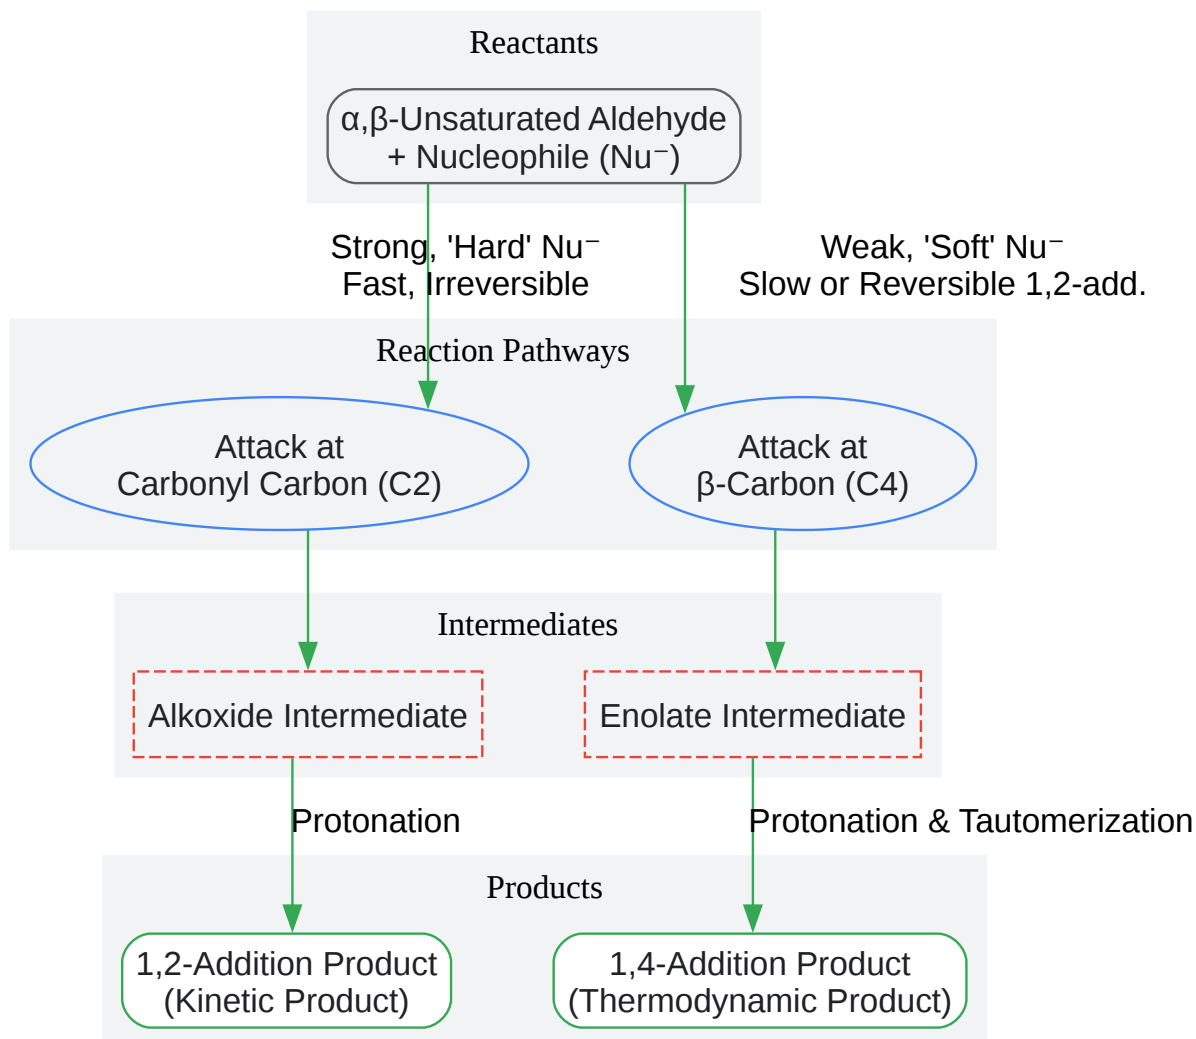 Reactants
α,β-Unsaturated Aldehyde
+ Nucleophile (Nu⁻)
Strong, 'Hard' Nu⁻
Fast, Irreversible
Weak, 'Soft' Nu⁻
Slow or Reversible 1,2-add.
Reaction Pathways
Attack at
Carbonyl Carbon (C2)
Attack at
β-Carbon (C4)
Intermediates
Alkoxide Intermediate
Enolate Intermediate
Protonation
Protonation & Tautomerization
Products
1,2-Addition Product
(Kinetic Product)
1,4-Addition Product
(Thermodynamic Product)